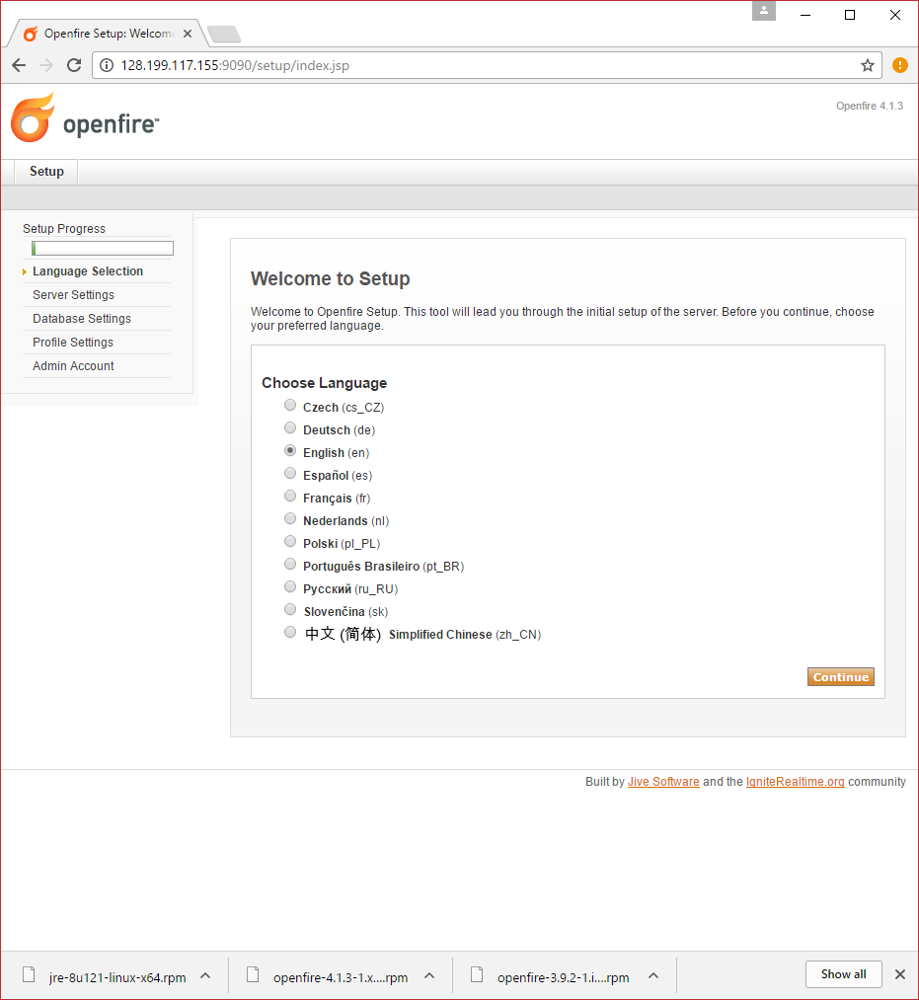 Openfire Setup: Welcom
128.199.117.155:9090/setup/index.jsp
openfire™
Openfire 4.1.3
Setup
Setup Progress
Language Selection
Server Settings
Database Settings
Profile Settings
Admin Account
Welcome to Setup
Welcome to Openfire Setup. This tool will lead you through the initial setup of the server. Before you continue, choose
your preferred language.
Choose Language
Czech (cs_CZ)
Deutsch (de)
English (en)
Español (es)
Français (fr)
Nederlands (nl)
Polski (pl_PL)
Português Brasileiro (pt_BR)
Русский (ru_RU)
Slovenčina (sk)
中文 (简体) Simplified Chinese (zh_CN)
Continue
Built by Jive Software and the IgniteRealtime.org community
jre-8u121-linux-x64.rpm
openfire-4.1.3-1.x....rpm
openfire-3.9.2-1.i....rpm
Show all